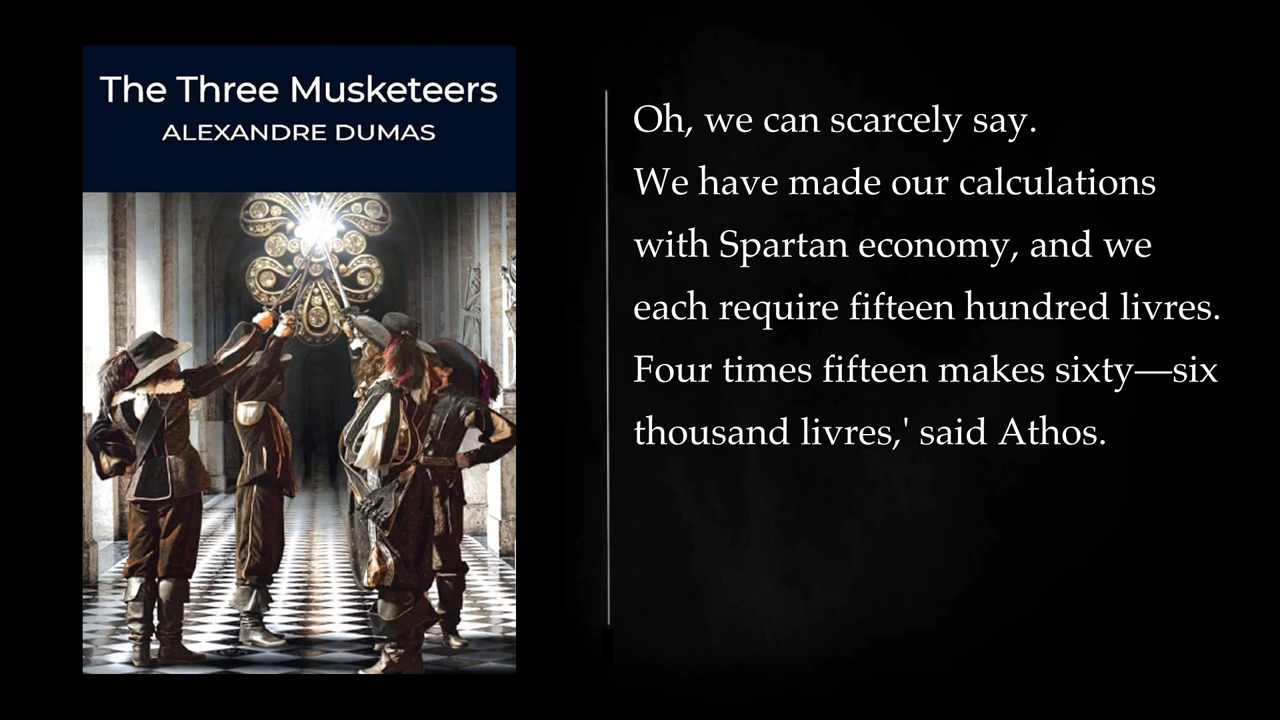 The Three Musketeers
ALEXANDRE DUMAS
Oh, we can scarcely say.
We have made our calculations
with Spartan economy, and we
each require fifteen hundred livres.
Four times fifteen makes sixty—six
thousand livres,' said Athos.